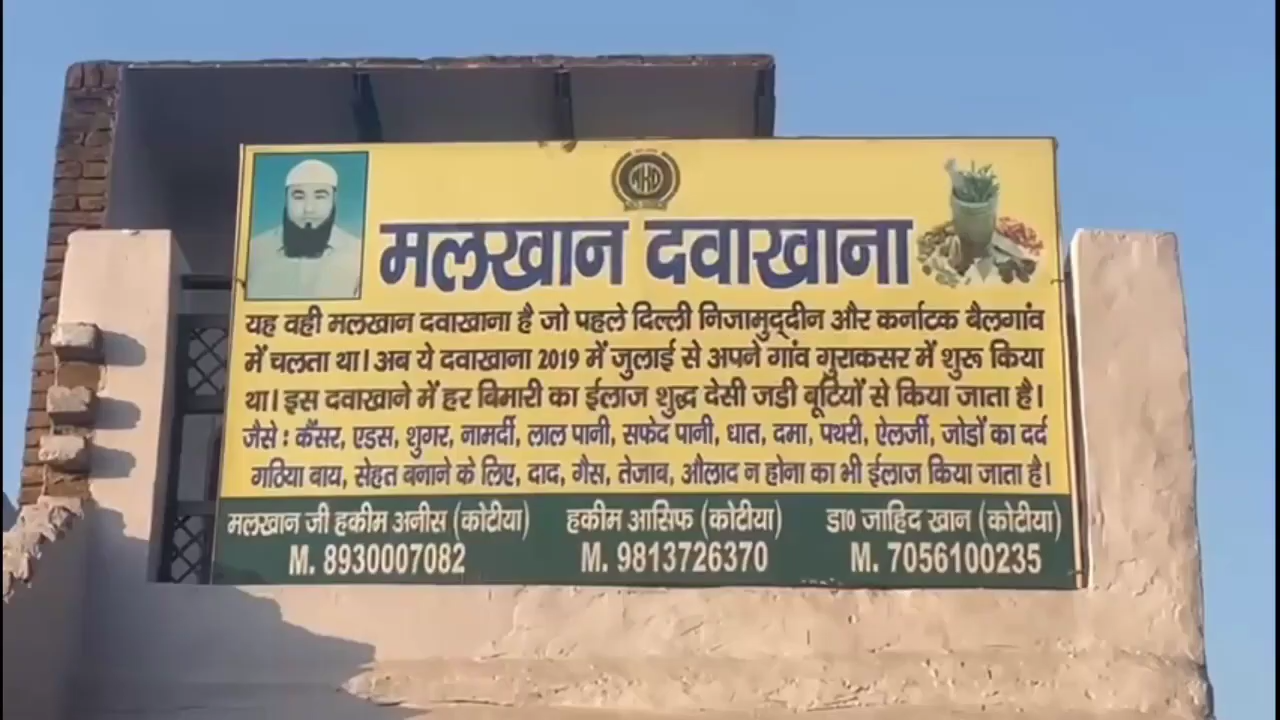 MKD
मलखान दवाखाना
यह वही मलखान दवाखाना है जो पहले दिल्ली निजामुद्दीन और कर्नाटक बैलगांव
में चलता था। अब ये दवाखाना 2019 में जुलाई से अपने गांव गुराकसर में शुरू किया
था। इस दवाखाने में हर बिमारी का ईलाज शुद्ध देसी जडी बूटियों से किया जाता है।
जैसे : कैंसर, एडस, शुगर, नामर्दी, लाल पानी, सफेद पानी, धात, दमा, पथरी, ऐलर्जी, जोडों का दर्द
गठिया बाय, सेहत बनाने के लिए, दाद, गैस, तेजाब, औलाद न होना का भी ईलाज किया जाता है।
मलखान जी हकीम अनीस (कोटीया) हकीम आसिफ (कोटीया) डा0 जाहिद खान (कोटीया)
M. 8930007082 M. 9813726370 M. 7056100235